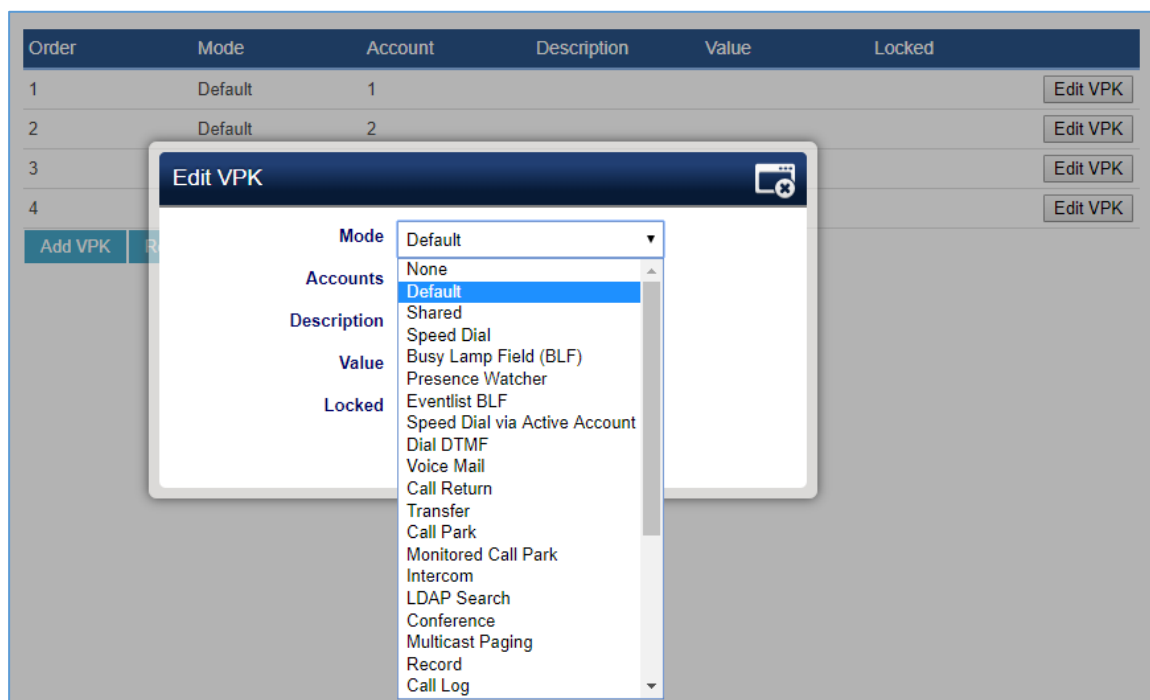 Order Mode Account Description Value Locked
1 Default 1 Edit VPK
2 Default 2 Edit VPK
3 Edit VPK
4 Edit VPK
Add VPK
Edit VPK
Mode Default
Accounts
Description
Value
Locked
None
Default
Shared
Speed Dial
Busy Lamp Field (BLF)
Presence Watcher
Eventlist BLF
Speed Dial via Active Account
Dial DTMF
Voice Mail
Call Return
Transfer
Call Park
Monitored Call Park
Intercom
LDAP Search
Conference
Multicast Paging
Record
Call Log